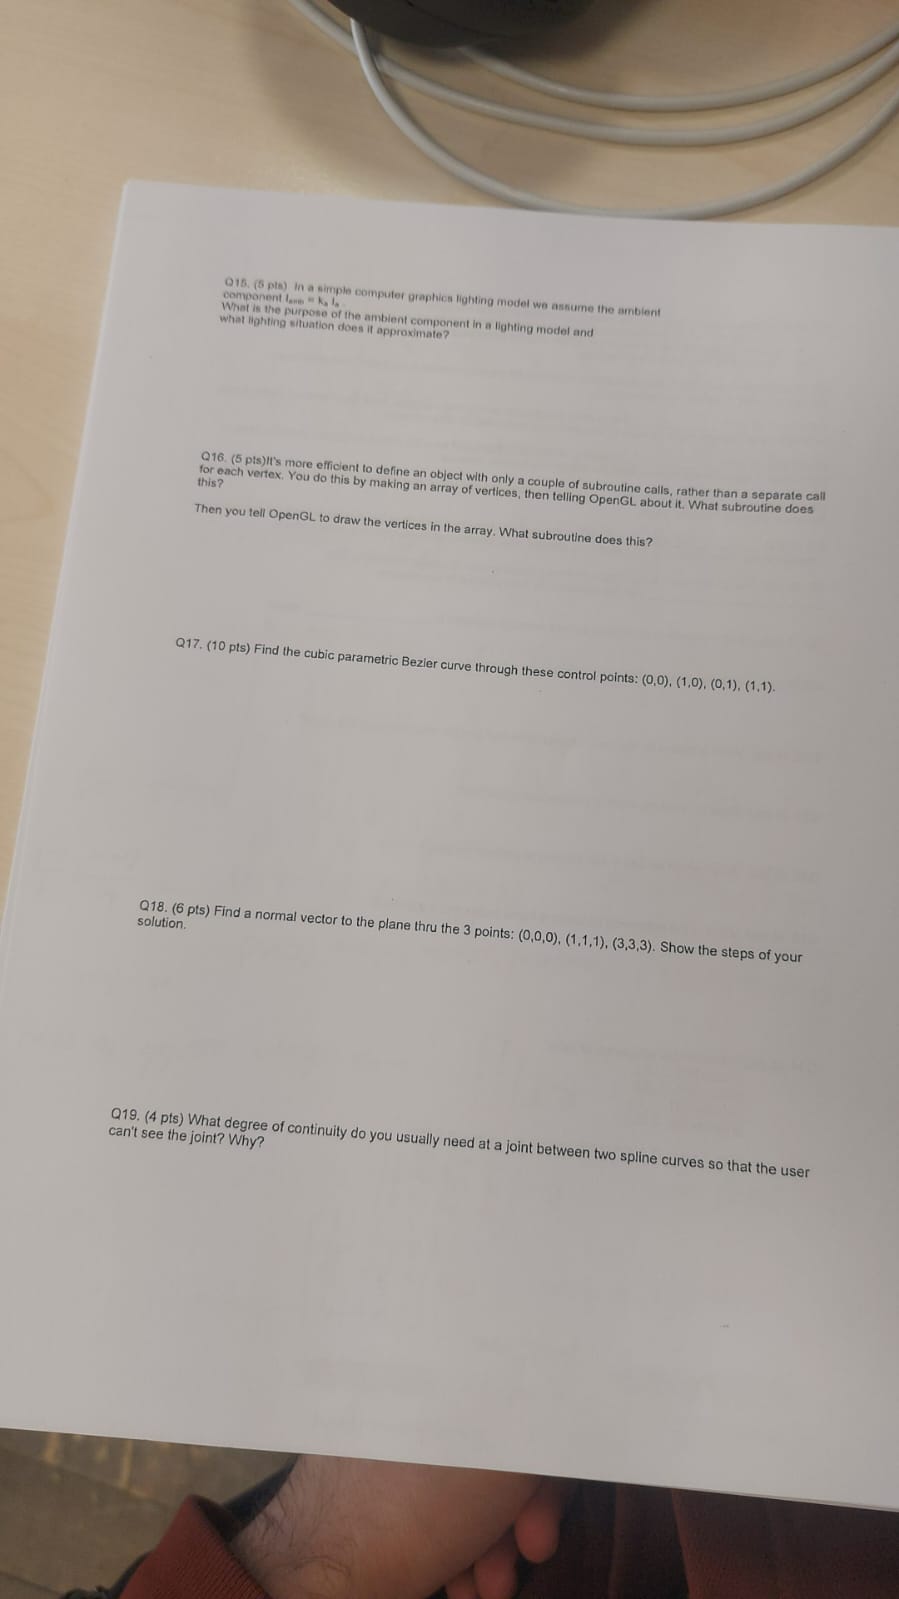 Q15. (5 pts) In a simple computer graphics lighting model we assume the ambient
component Iamb = ka Ia .
What is the purpose of the ambient component in a lighting model and
what lighting situation does it approximate?
Q16. (5 pts)It's more efficient to define an object with only a couple of subroutine calls, rather than a separate call
for each vertex. You do this by making an array of vertices, then telling OpenGL about it. What subroutine does
this?
Then you tell OpenGL to draw the vertices in the array. What subroutine does this?
Q17. (10 pts) Find the cubic parametric Bezier curve through these control points: (0,0), (1,0), (0,1), (1,1).
Q18. (6 pts) Find a normal vector to the plane thru the 3 points: (0,0,0), (1,1,1), (3,3,3). Show the steps of your
solution.
Q19. (4 pts) What degree of continuity do you usually need at a joint between two spline curves so that the user
can't see the joint? Why?